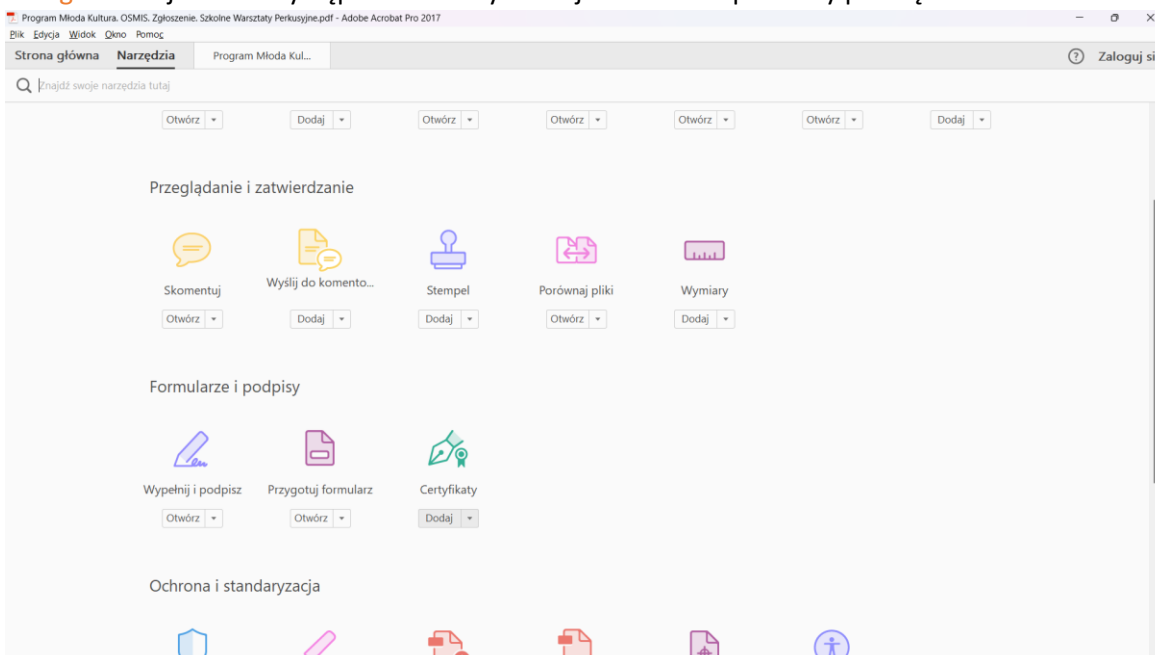 Program Młoda Kultura. OSMIS. Zgłoszenie. Szkolne Warsztaty Perkusyjne.pdf - Adobe Acrobat Pro 2017
Plik Edycja Widok Okno Pomoc
Strona główna Narzędzia Program Młoda Kul... Zaloguj si
Znajdź swoje narzędzia tutaj
Otwórz Dodaj Otwórz Otwórz Otwórz Otwórz Dodaj
Przeglądanie i zatwierdzanie
Skomentuj Wyślij do komento... Stempel Porównaj pliki Wymiary
Otwórz Dodaj Dodaj Otwórz Dodaj
Formularze i podpisy
Wypełnij i podpisz Przygotuj formularz Certyfikaty
Otwórz Otwórz Dodaj
Ochrona i standaryzacja